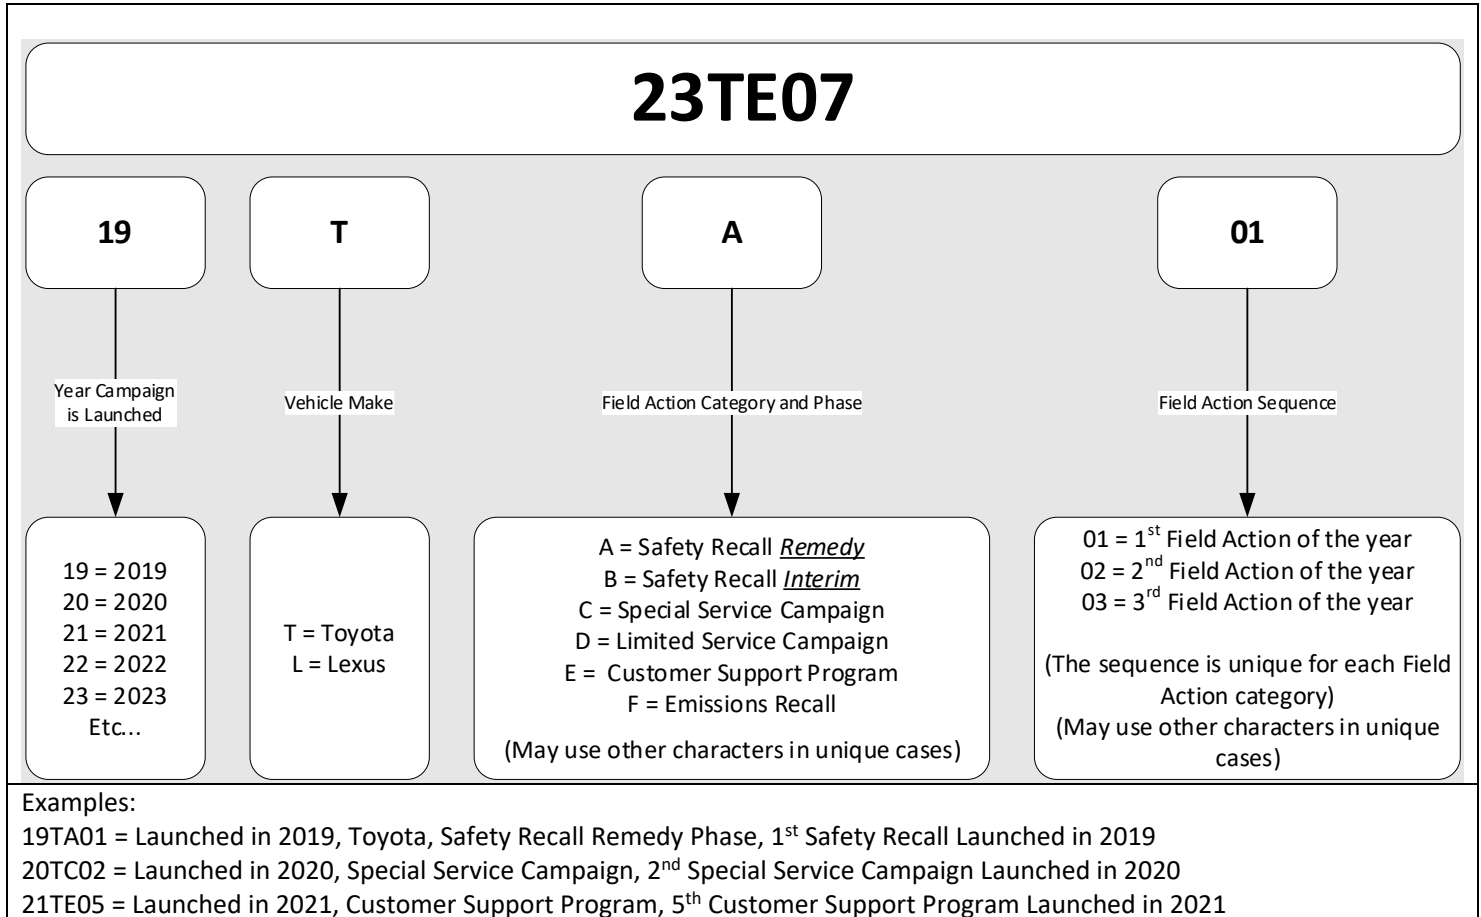 23TE07
19
T
A
01
Year Campaign
is Launched
Vehicle Make
Field Action Category and Phase
Field Action Sequence
19 = 2019
20 = 2020
21 = 2021
22 = 2022
23 = 2023
Etc...
T = Toyota
L = Lexus
A = Safety Recall Remedy
B = Safety Recall Interim
C = Special Service Campaign
D = Limited Service Campaign
E =  Customer Support Program
F = Emissions Recall
(May use other characters in unique cases)
01 = 1st Field Action of the year
02 = 2nd Field Action of the year
03 = 3rd Field Action of the year
(The sequence is unique for each Field
Action category)
(May use other characters in unique
cases)
Examples:
19TA01 = Launched in 2019, Toyota, Safety Recall Remedy Phase, 1st Safety Recall Launched in 2019
20TC02 = Launched in 2020, Special Service Campaign, 2nd Special Service Campaign Launched in 2020
21TE05 = Launched in 2021, Customer Support Program, 5th Customer Support Program Launched in 2021